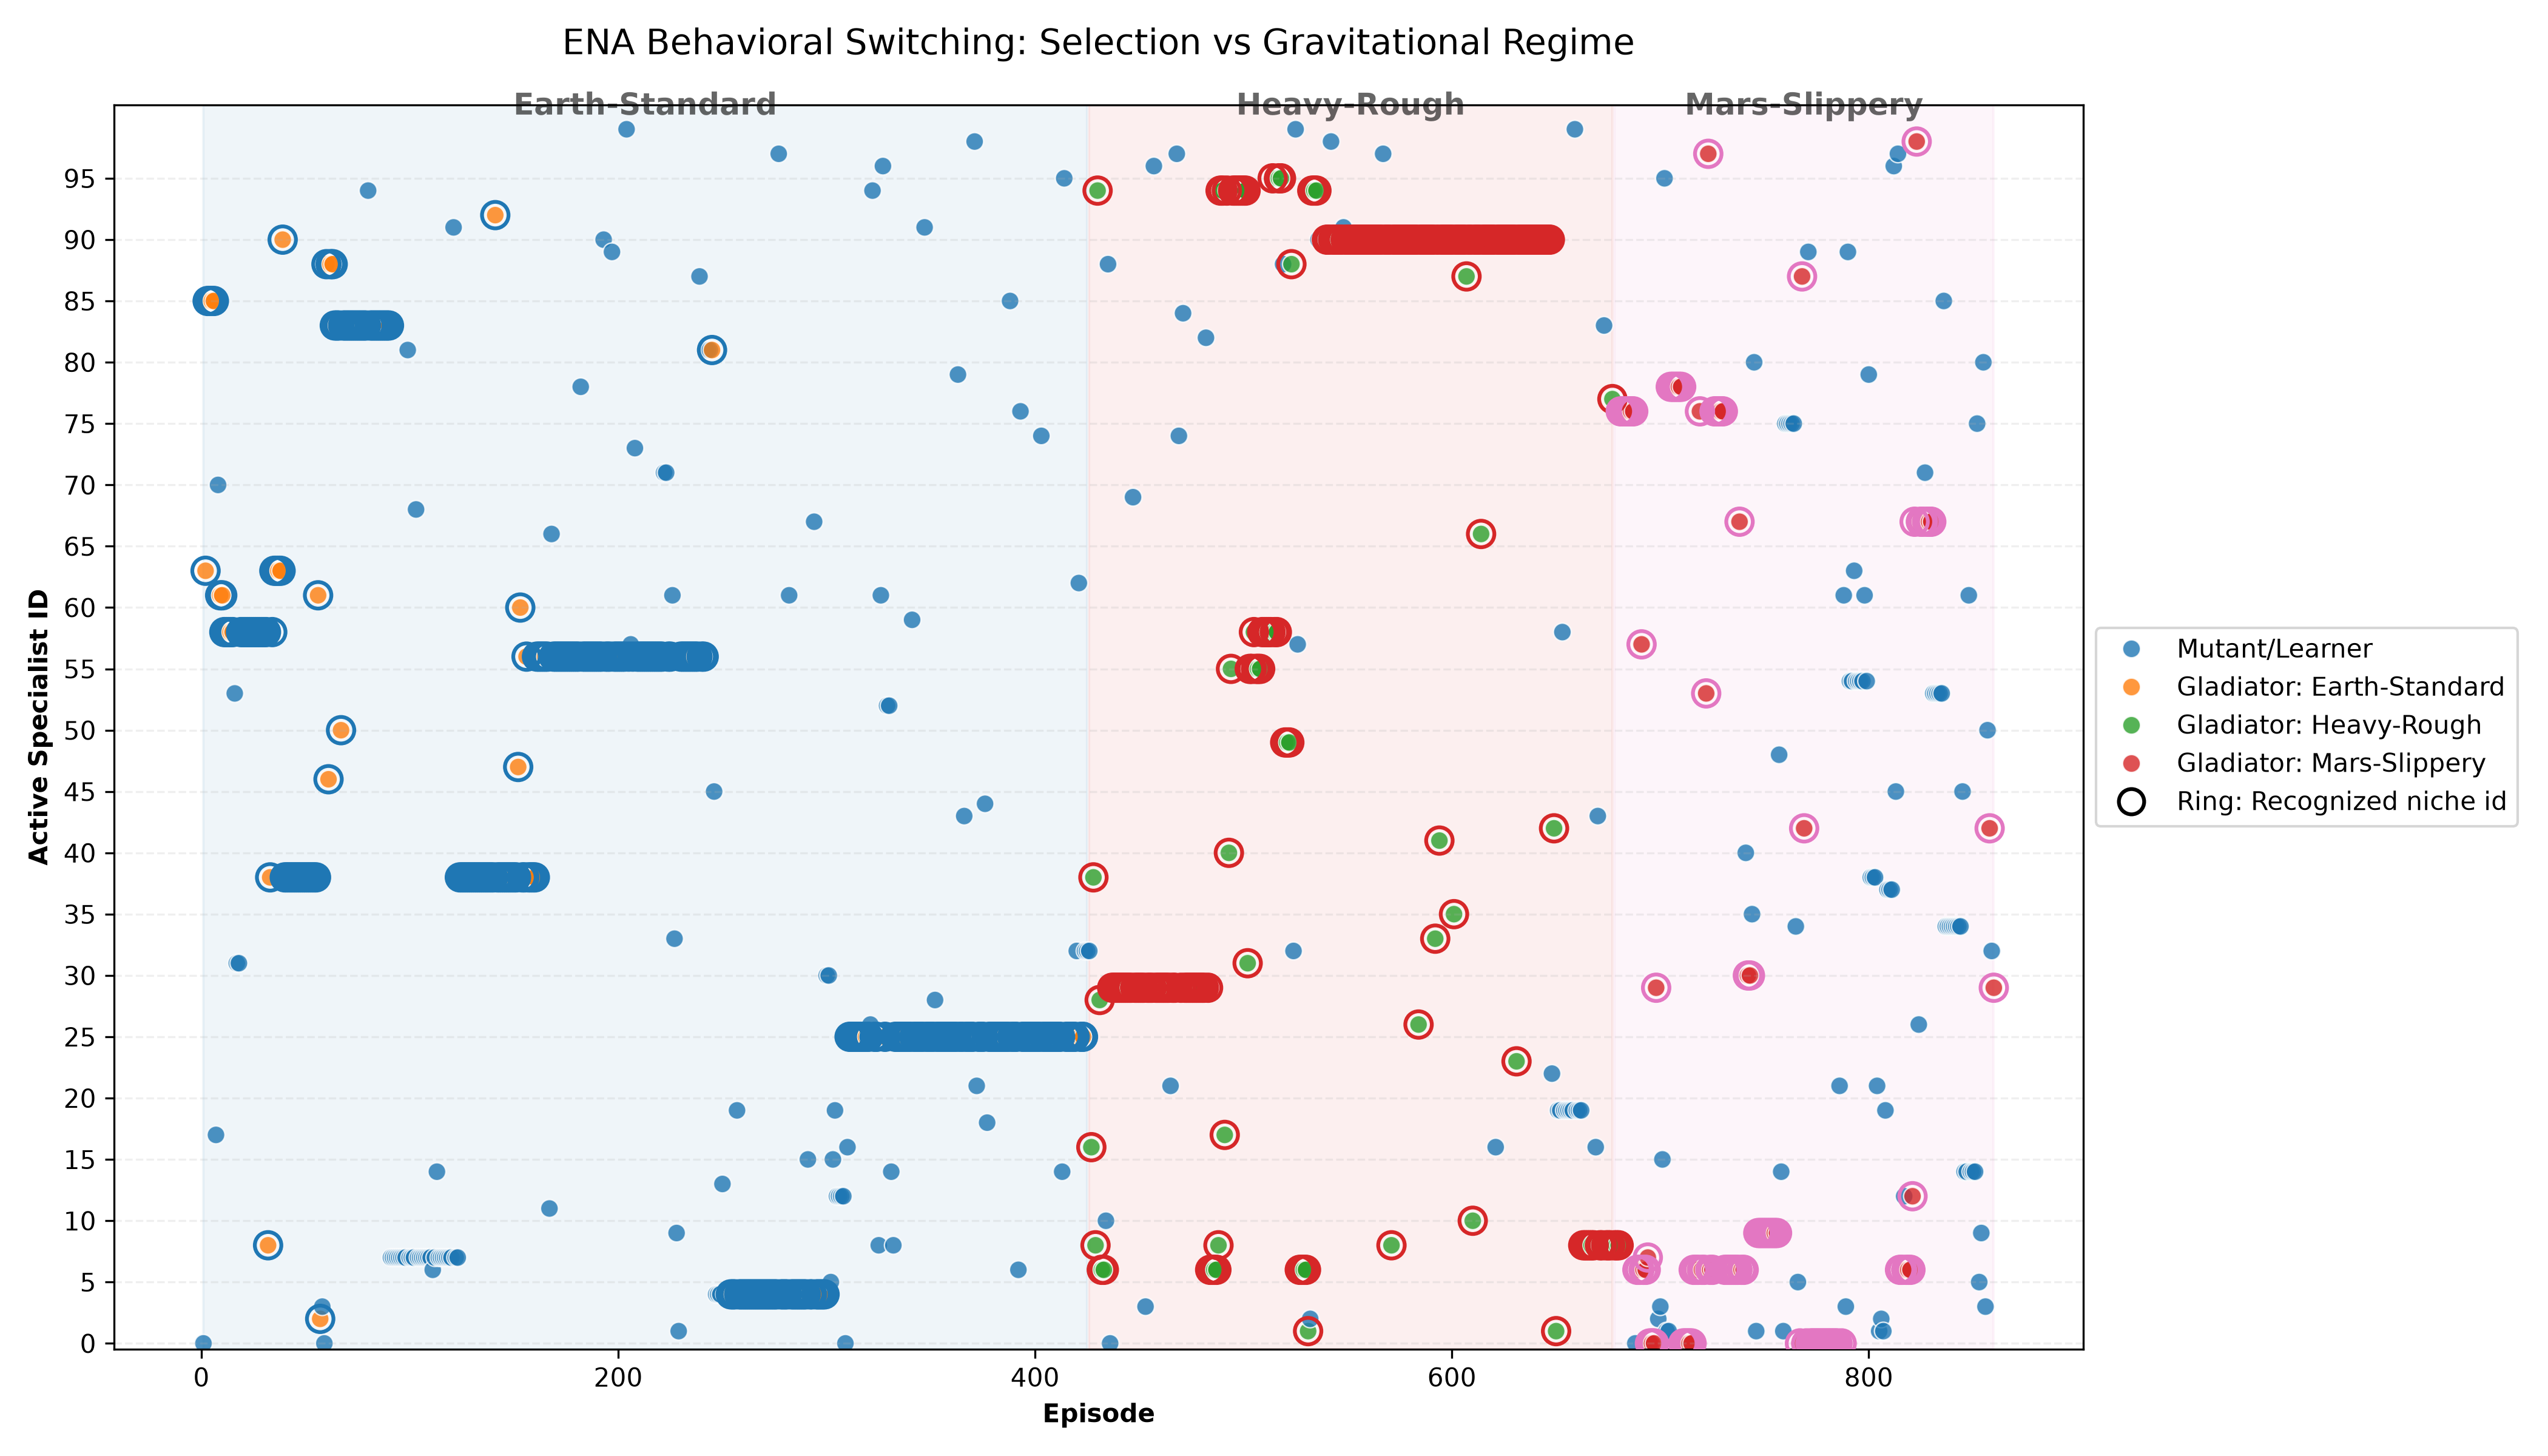 ENA Behavioral Switching: Selection vs Gravitational Regime
Earth-Standard
Heavy-Rough
Mars-Slippery
Active Specialist ID
95
90
85
80
75
70
65
60
55
50
45
40
35
30
25
20
15
10
5
0
0
200
400
600
800
Episode
Mutant/Learner
Gladiator: Earth-Standard
Gladiator: Heavy-Rough
Gladiator: Mars-Slippery
Ring: Recognized niche id